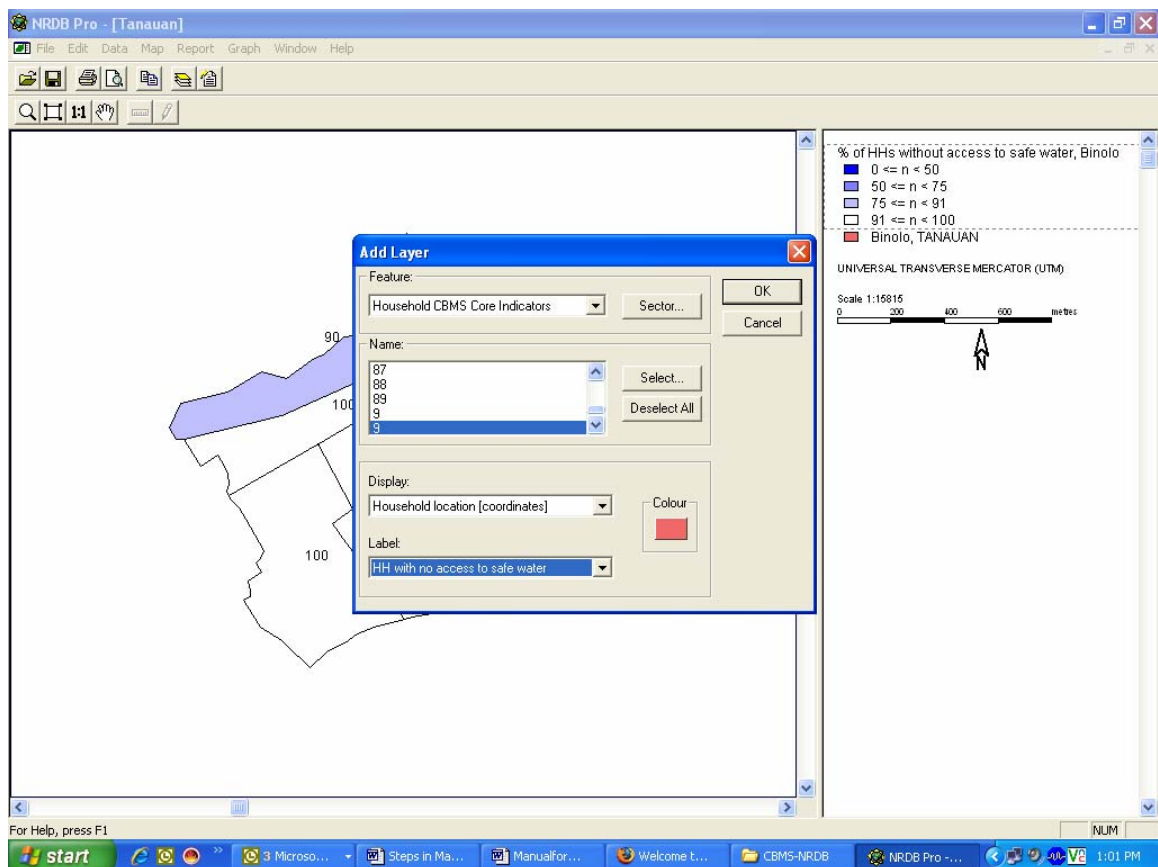 NRDB Pro - [Tanauan]
File Edit Data Map Report Graph Window Help
1:1
% of HHs without access to safe water, Binolo
0 <= n < 50
50 <= n < 75
75 <= n < 91
91 <= n < 100
Binolo, TANAUAN
UNIVERSAL TRANSVERSE MERCATOR (UTM)
Scale 1:15815
0 200 400 600 metres
N
90
100
100
Add Layer
Feature:
Household CBMS Core Indicators
Sector...
OK
Cancel
Name:
87
88
89
9
9
Select...
Deselect All
Display:
Household location [coordinates]
Colour
Label:
HH with no access to safe water
For Help, press F1
NUM
start
3 Microso...
Steps in Ma...
Manualfor...
Welcome t...
CBMS-NRDB
NRDB Pro -...
1:01 PM